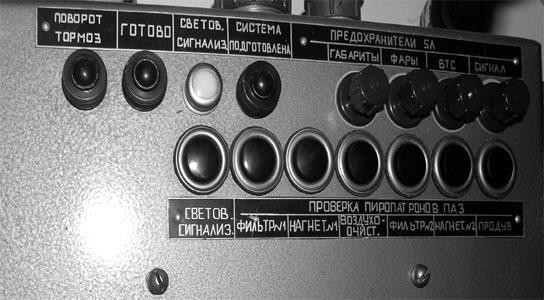 ПОВОРОТ
ТОРМОЗ
ГОТОВО
СВЕТОВ.
СИГНАЛИЗ.
СИСТЕМА
ПОДГОТОВЛЕНА
ПРЕДОХРАНИТЕЛИ 5А
ГАБАРИТЫ ФАРЫ ВТС СИГНАЛ
СВЕТОВ.
СИГНАЛИЗ.
ПРОВЕРКА ПИРОПАТРОНОВ ПАЗ
ФИЛЬТР.№1 НАГНЕТ.№1 ВОЗДУХО-
ОЧИСТ. ФИЛЬТР.№2 НАГНЕТ.№2 ПРОДУВ